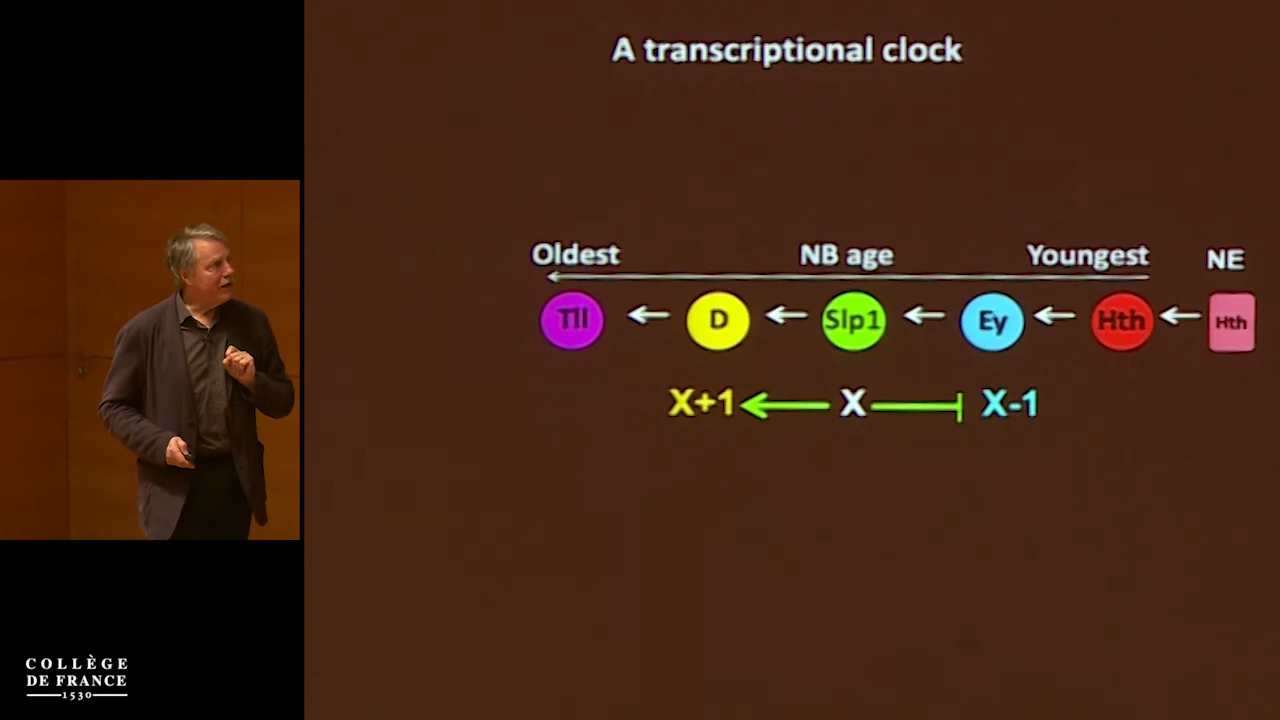 A transcriptional clock
Oldest NB age Youngest NE
Tll D Slp1 Ey Hth Hth
X+1 X X-1
COLLÈGE
DE FRANCE
1530